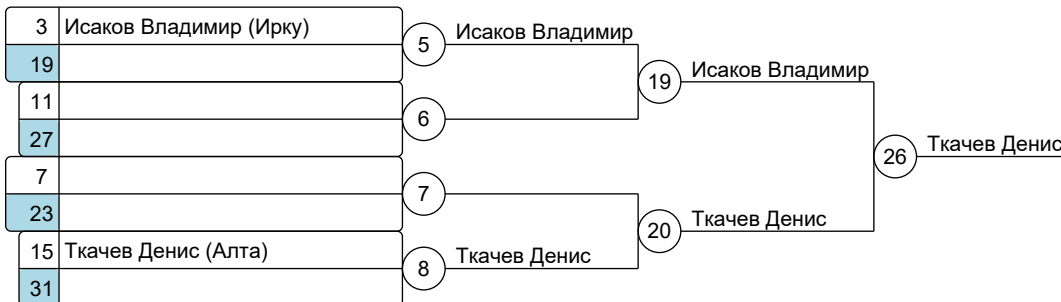 3 Исаков Владимир (Ирку)
5 Исаков Владимир
19
19 Исаков Владимир
11
6
27
26 Ткачев Денис
7
7
23
20 Ткачев Денис
15 Ткачев Денис (Алта)
8 Ткачев Денис
31